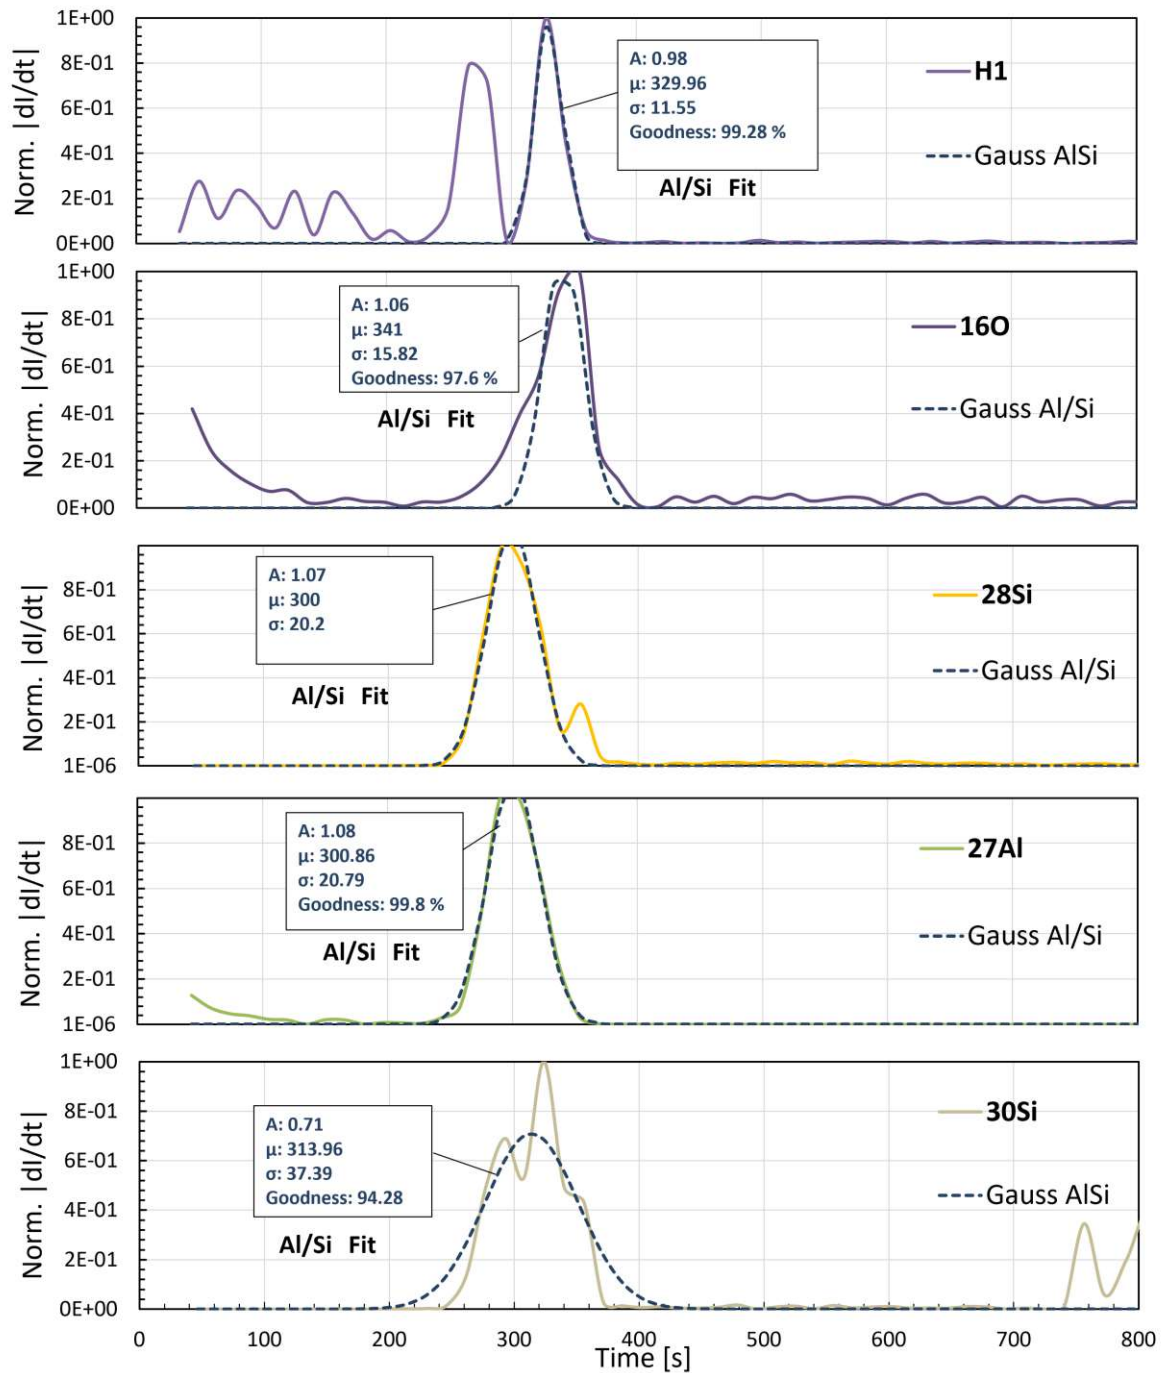 Norm. |dI/dt|
1E+00
8E-01
6E-01
4E-01
2E-01
0E+00
A: 0.98
μ: 329.96
σ: 11.55
Goodness: 99.28 %
Al/Si Fit
H1
Gauss AlSi
Norm. |dI/dt|
1E+00
8E-01
6E-01
4E-01
2E-01
0E+00
A: 1.06
μ: 341
σ: 15.82
Goodness: 97.6 %
Al/Si Fit
16O
Gauss Al/Si
Norm. |dI/dt|
8E-01
6E-01
4E-01
2E-01
1E-06
A: 1.07
μ: 300
σ: 20.2
Al/Si Fit
28Si
Gauss Al/Si
Norm. |dI/dt|
8E-01
6E-01
4E-01
2E-01
1E-06
A: 1.08
μ: 300.86
σ: 20.79
Goodness: 99.8 %
Al/Si Fit
27Al
Gauss Al/Si
Norm. |dI/dt|
1E+00
8E-01
6E-01
4E-01
2E-01
0E+00
A: 0.71
μ: 313.96
σ: 37.39
Goodness: 94.28
Al/Si Fit
30Si
Gauss AlSi
0 100 200 300 400 500 600 700 800
Time [s]